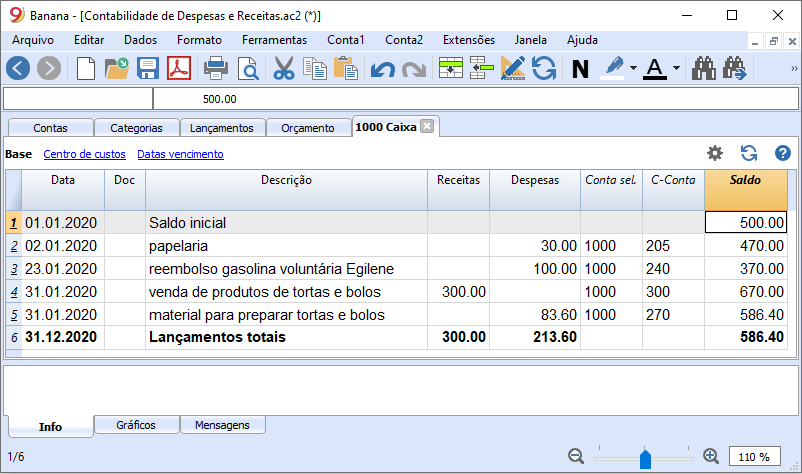 Banana - [Contabilidade de Despesas e Receitas.ac2 (*)]
Arquivo Editar Dados Formato Ferramentas Conta1 Conta2 Extensões Janela Ajuda
N A »
500.00
Contas Categorias Lançamentos Orçamento 1000 Caixa
Base Centro de custos Datas vencimento
Data Doc Descrição Receitas Despesas Conta sel. C-Conta Saldo
1 01.01.2020 Saldo inicial 500.00
2 02.01.2020 papelaria 30.00 1000 205 470.00
3 23.01.2020 reembolso gasolina voluntária Egilene 100.00 1000 240 370.00
4 31.01.2020 venda de produtos de tortas e bolos 300.00 1000 300 670.00
5 31.01.2020 material para preparar tortas e bolos 83.60 1000 270 586.40
6 31.12.2020 Lançamentos totais 300.00 213.60 586.40
Info Gráficos Mensagens
1/6 110 %